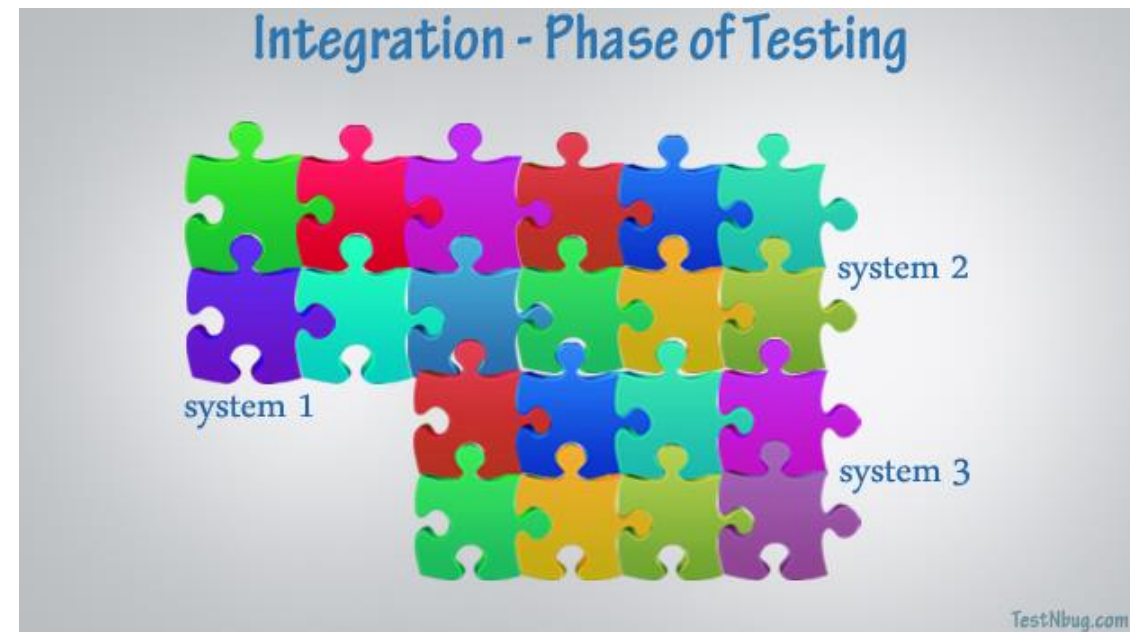 Integration - Phase of Testing
system 2
system 1
system 3
TestNbug.com